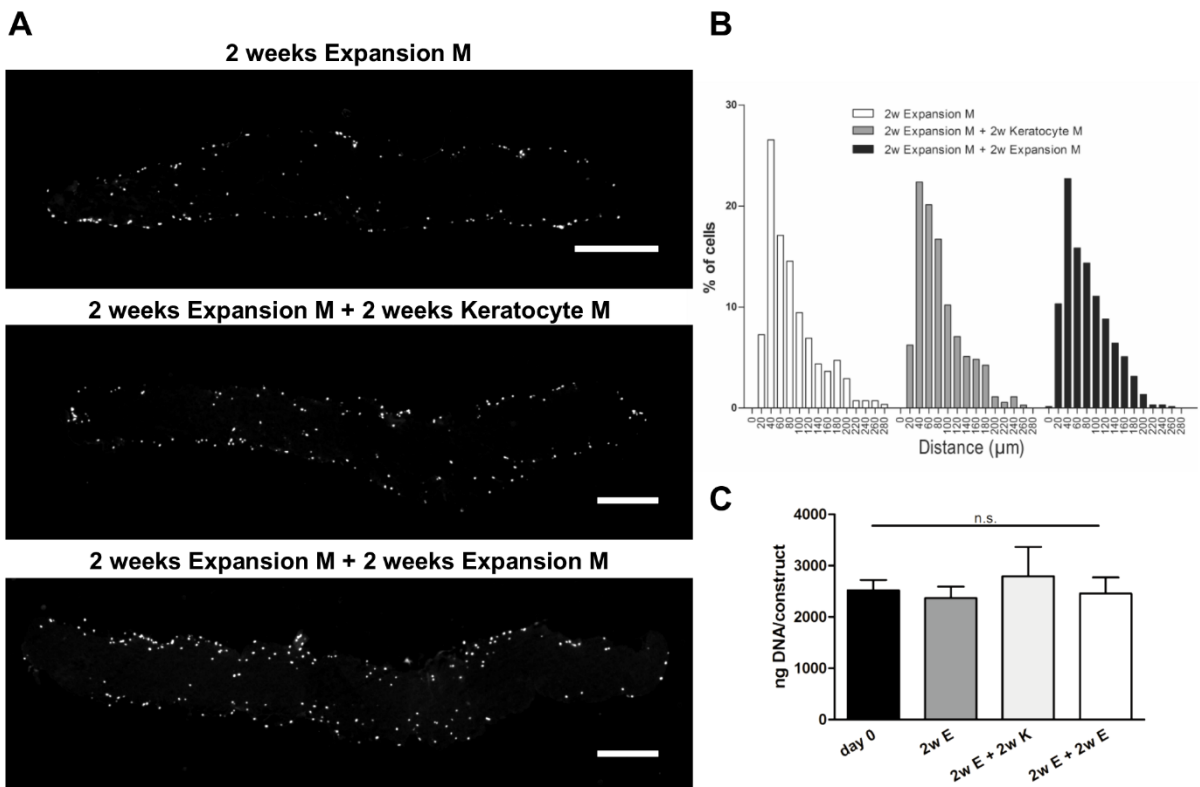 A
2 weeks Expansion M
2 weeks Expansion M + 2 weeks Keratocyte M
2 weeks Expansion M + 2 weeks Expansion M
B
30
20
10
0
% of cells
2w Expansion M
2w Expansion M + 2w Keratocyte M
2w Expansion M + 2w Expansion M
0 20 40 60 80 100 120 140 160 180 200 220 240 260 280
0 20 40 60 80 100 120 140 160 180 200 220 240 260 280
0 20 40 60 80 100 120 140 160 180 200 220 240 260 280
Distance (µm)
C
4000
3000
2000
1000
0
ng DNA/construct
n.s.
day 0
2w E
2w E + 2w K
2w E + 2w E